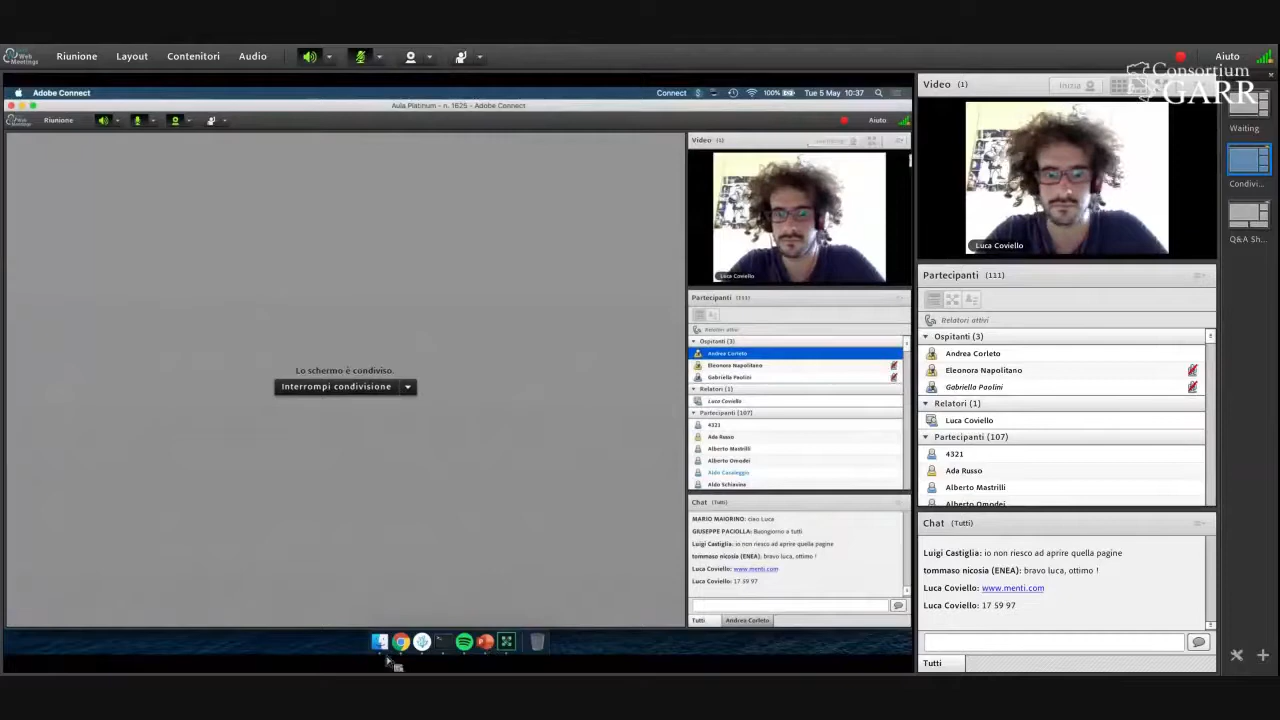 Web Meetings
Riunione Layout Contenitori Audio
Aiuto
Consortium
GARR
Adobe Connect
Connect 100% Tue 5 May 10:37
Aula Platinum - n. 1625 - Adobe Connect
Riunione
Aiuto
Lo schermo è condiviso.
Interrompi condivisione
Video (1)
Luca Coviello
Partecipanti (111)
Relatori attivi
Ospitanti (3)
Andrea Corleto
Eleonora Napolitano
Gabriella Paolini
Relatori (1)
Luca Coviello
Partecipanti (107)
4321
Ada Russo
Alberto Mastrilli
Alberto Omodei
Aldo Schiavina
Chat (Tutti)
MARIO MAIORINO: ciao Luca
GIUSEPPE PACIOLLA: Buongiorno a tutti
Luigi Castiglia: io non riesco ad aprire quella pagine
tommaso nicosia (ENEA): bravo luca, ottimo !
Luca Coviello: www.menti.com
Luca Coviello: 17 59 97
Tutti Andrea Corleto
Video (1)
Inizia
Luca Coviello
Partecipanti (111)
Relatori attivi
Ospitanti (3)
Andrea Corleto
Eleonora Napolitano
Gabriella Paolini
Relatori (1)
Luca Coviello
Partecipanti (107)
4321
Ada Russo
Alberto Mastrilli
Alberto Omodei
Chat (Tutti)
Luigi Castiglia: io non riesco ad aprire quella pagine
tommaso nicosia (ENEA): bravo luca, ottimo !
Luca Coviello: www.menti.com
Luca Coviello: 17 59 97
Tutti
Waiting
Condivi...
Q&A Sh...